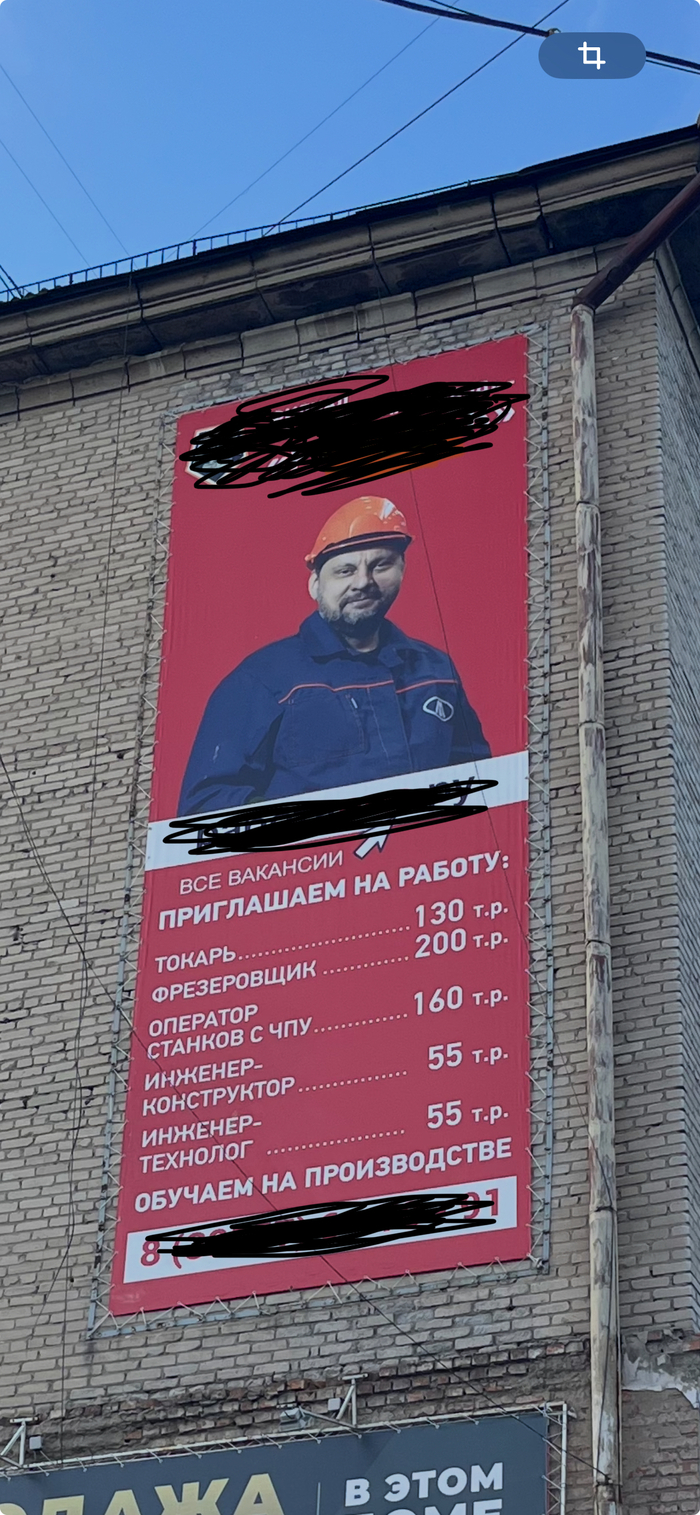 ВСЕ ВАКАНСИИ
ПРИГЛАШАЕМ НА РАБОТУ:
ТОКАРЬ..............................130 т.р.
ФРЕЗЕРОВЩИК ...............200 т.р.
ОПЕРАТОР
СТАНКОВ С ЧПУ................160 т.р.
ИНЖЕНЕР-
КОНСТРУКТОР................... 55 т.р.
ИНЖЕНЕР-
ТЕХНОЛОГ ........................ 55 т.р.
ОБУЧАЕМ НА ПРОИЗВОДСТВЕ
В ЭТОМ